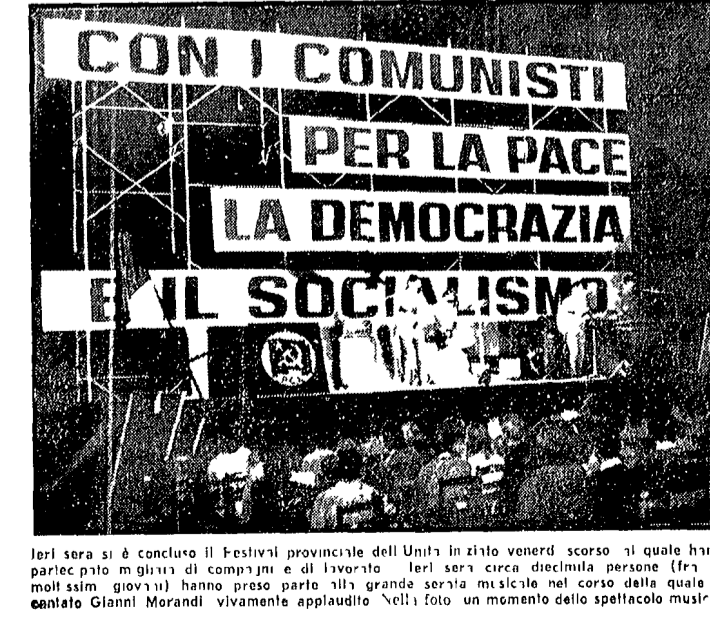 CON I COMUNISTI
PER LA PACE
LA DEMOCRAZIA
E IL SOCIALISMO
Ieri sera si è concluso il Festival provinciale dell Unità iniziato venerdì scorso al quale han
partecipato migliaia di compagni e di lavorato Ieri sera circa diecimila persone (fra
moltissimi giovani) hanno preso parte alla grande serata musicale nel corso della quale
cantato Gianni Morandi vivamente applaudito Nella foto un momento dello spettacolo music